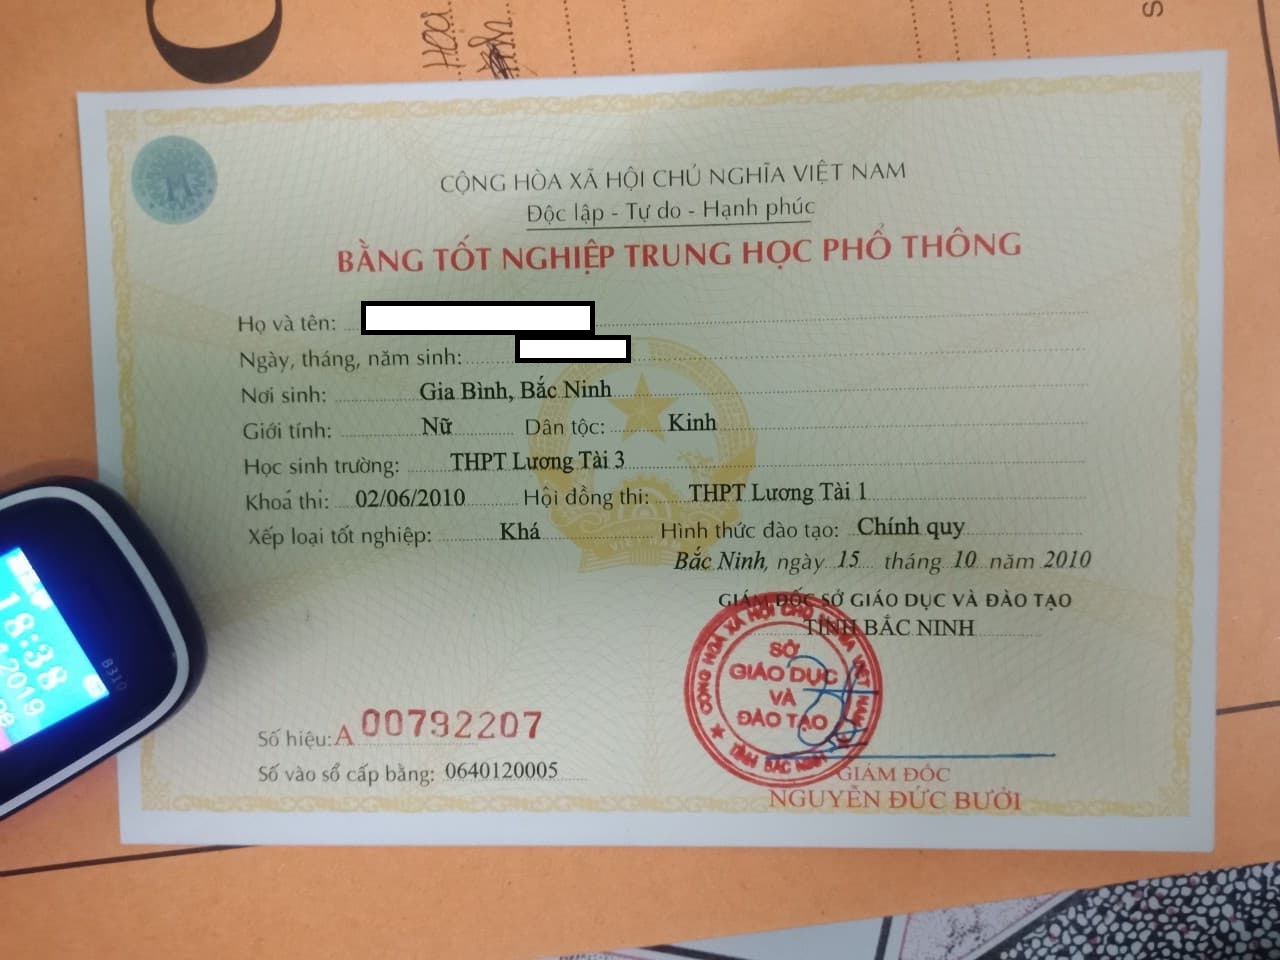 CỘNG HÒA XÃ HỘI CHỦ NGHĨA VIỆT NAM
Độc lập - Tự do - Hạnh phúc
BẰNG TỐT NGHIỆP TRUNG HỌC PHỔ THÔNG
Họ và tên:
Ngày, tháng, năm sinh:
Nơi sinh: Gia Bình, Bắc Ninh
Giới tính: Nữ Dân tộc: Kinh
Học sinh trường: THPT Lương Tài 3
Khoá thi: 02/06/2010 Hội đồng thi: THPT Lương Tài 1
Xếp loại tốt nghiệp: Khá Hình thức đào tạo: Chính quy
Bắc Ninh, ngày 15 tháng 10 năm 2010
GIÁM ĐỐC SỞ GIÁO DỤC VÀ ĐÀO TẠO
TỈNH BẮC NINH
CỘNG HÒA XÃ HỘI CHỦ NGHĨA VIỆT NAM
SỞ
GIÁO DỤC
VÀ
ĐÀO TẠO
TỈNH BẮC NINH
Số hiệu: A 00792207
Số vào sổ cấp bằng: 0640120005
GIÁM ĐỐC
NGUYỄN ĐỨC BƯỞI
18:38
2019
B310